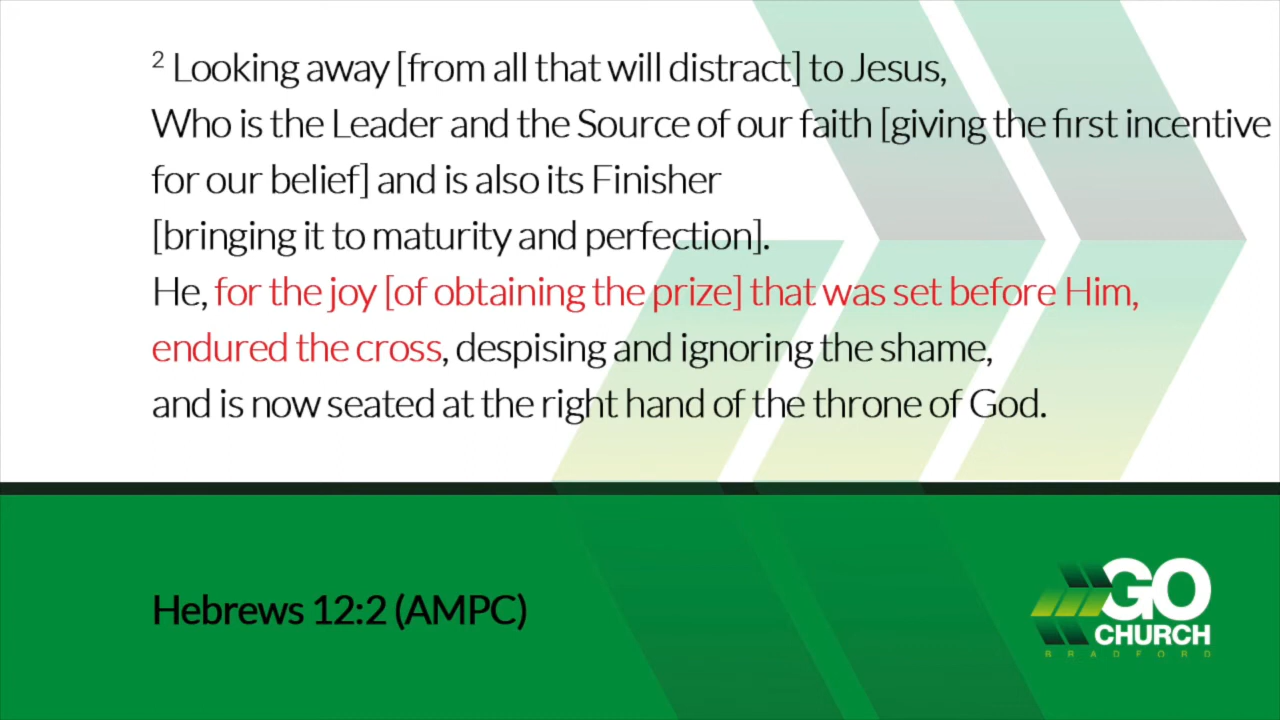 2 Looking away [from all that will distract] to Jesus,
Who is the Leader and the Source of our faith [giving the first incentive
for our belief] and is also its Finisher
[bringing it to maturity and perfection].
He, for the joy [of obtaining the prize] that was set before Him,
endured the cross, despising and ignoring the shame,
and is now seated at the right hand of the throne of God.
Hebrews 12:2 (AMPC)
GO
CHURCH
BRADFORD